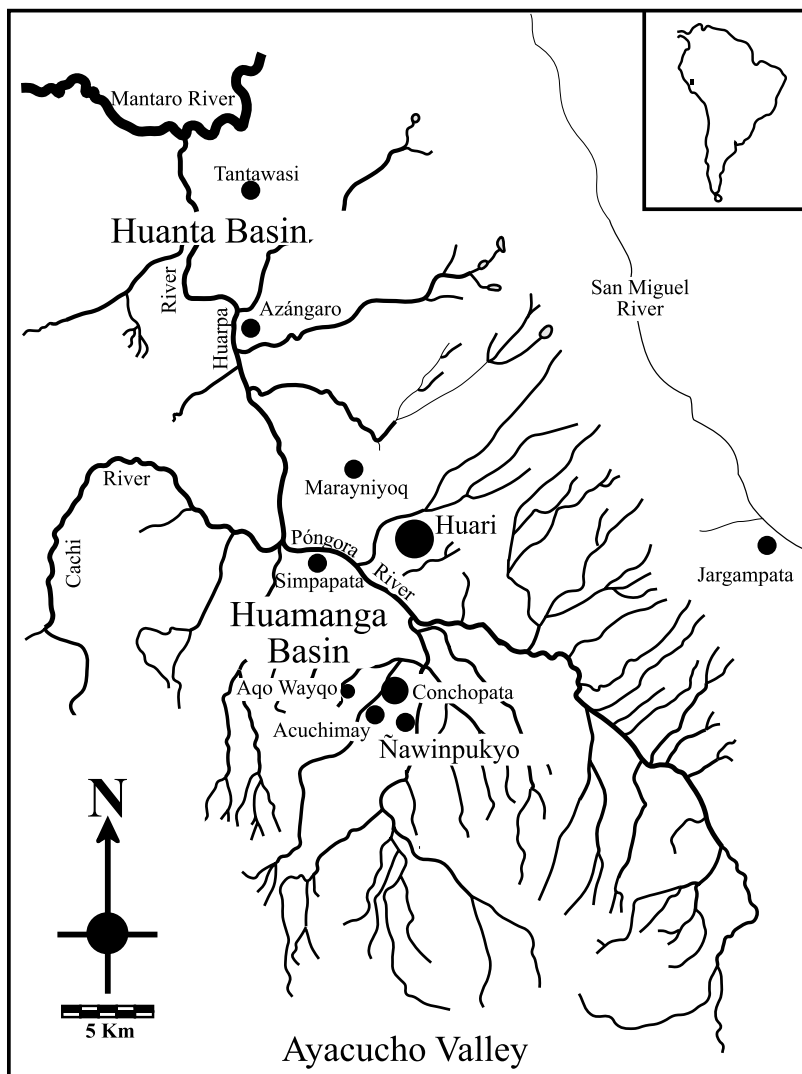 Mantaro River
Tantawasi
Huanta Basin
River
Huarpa
Azángaro
San Miguel
River
Marayniyoq
River
Cachi
Huari
Póngora
River
Simpapata
Jargampata
Huamanga
Basin
Aqo Wayqo
Conchopata
Acuchimay
Ñawinpukyo
N
5 Km
Ayacucho Valley